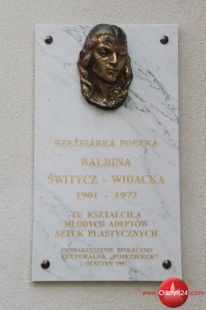 RZEŹBIARKA POETKA
BALBINA
ŚWITYCZ - WIDACKA
1901 - 1972
TU KSZTAŁCIŁA
MŁODYCH ADEPTÓW
SZTUK PLASTYCZNYCH
STOWARZYSZENIE SPOŁECZNO
KULTURALNE "POJEZIERZE"
OLSZTYN 1997
www.Olsztyn24.com